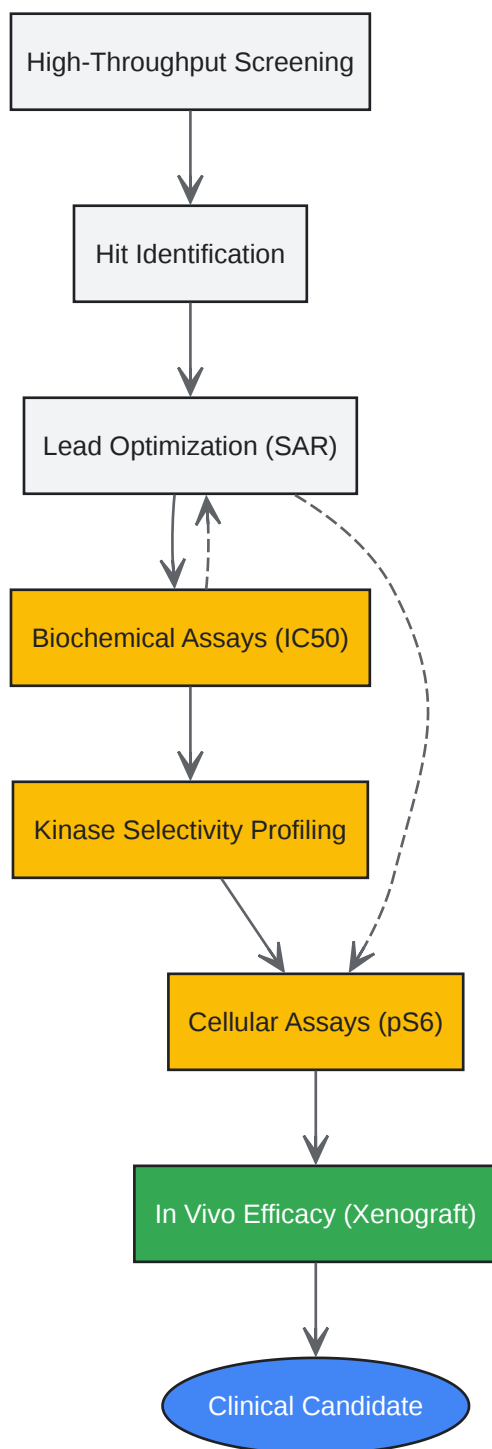 High-Throughput Screening
Hit Identification
Lead Optimization (SAR)
Biochemical Assays (IC50)
Kinase Selectivity Profiling
Cellular Assays (pS6)
In Vivo Efficacy (Xenograft)
Clinical Candidate